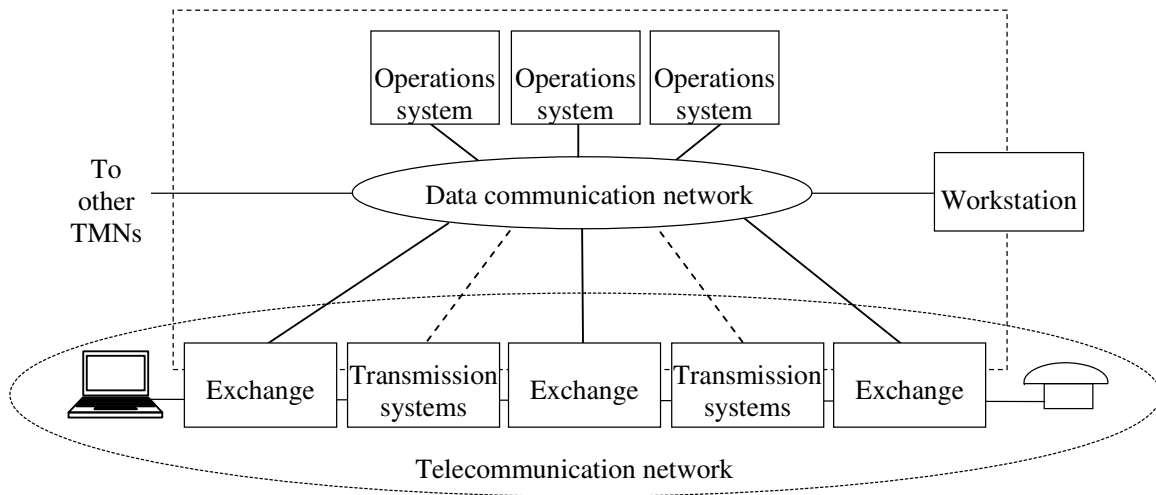 Operations
system
Operations
system
Operations
system
To
other
TMNs
Data communication network
Workstation
Exchange
Transmission
systems
Exchange
Transmission
systems
Exchange
Telecommunication network